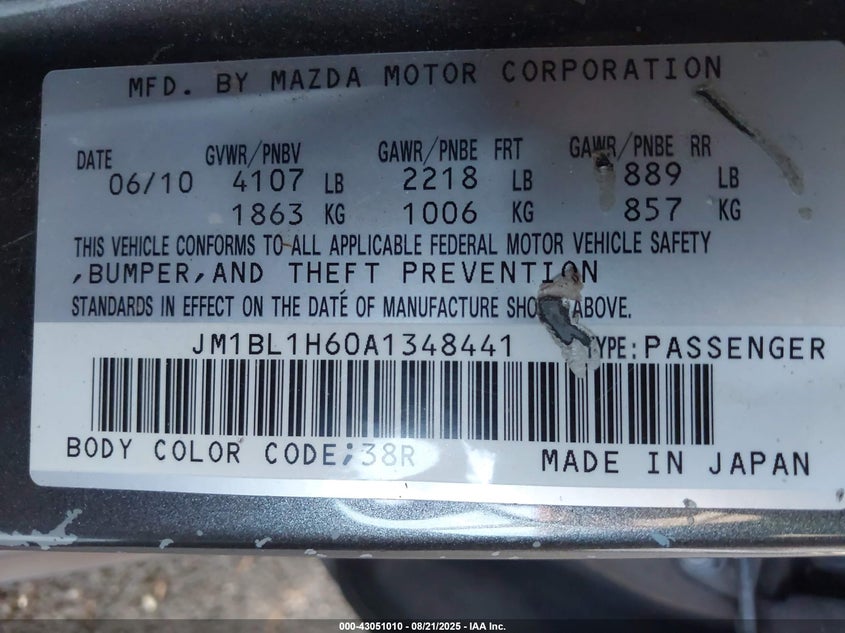 MFD. BY MAZDA MOTOR CORPORATION
DATE GVWR/PNBV GAWR/PNBE FRT GAWR/PNBE RR
06/10 4107 LB 2218 LB 889 LB
1863 KG 1006 KG 857 KG
THIS VEHICLE CONFORMS TO ALL APPLICABLE FEDERAL MOTOR VEHICLE SAFETY
,BUMPER,AND THEFT PREVENTION
STANDARDS IN EFFECT ON THE DATE OF MANUFACTURE ABOVE.
JM1BL1H60A1348441 TYPE:PASSENGER
BODY COLOR CODE;38R MADE IN JAPAN
000-43051010 - 08/21/2025 - IAA Inc.